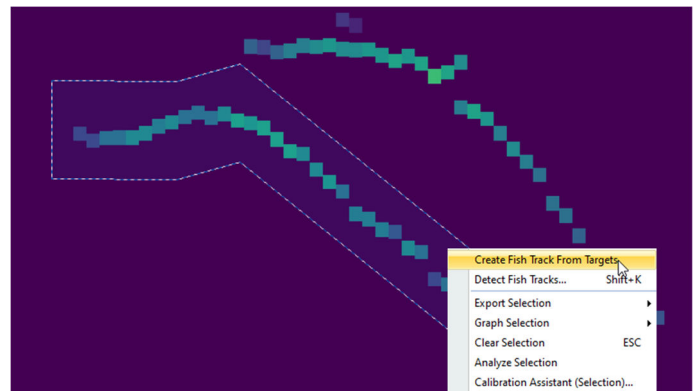 Create Fish Track From Targets
Detect Fish Tracks... Shift+K
Export Selection
Graph Selection
Clear Selection ESC
Analyze Selection
Calibration Assistant (Selection)...